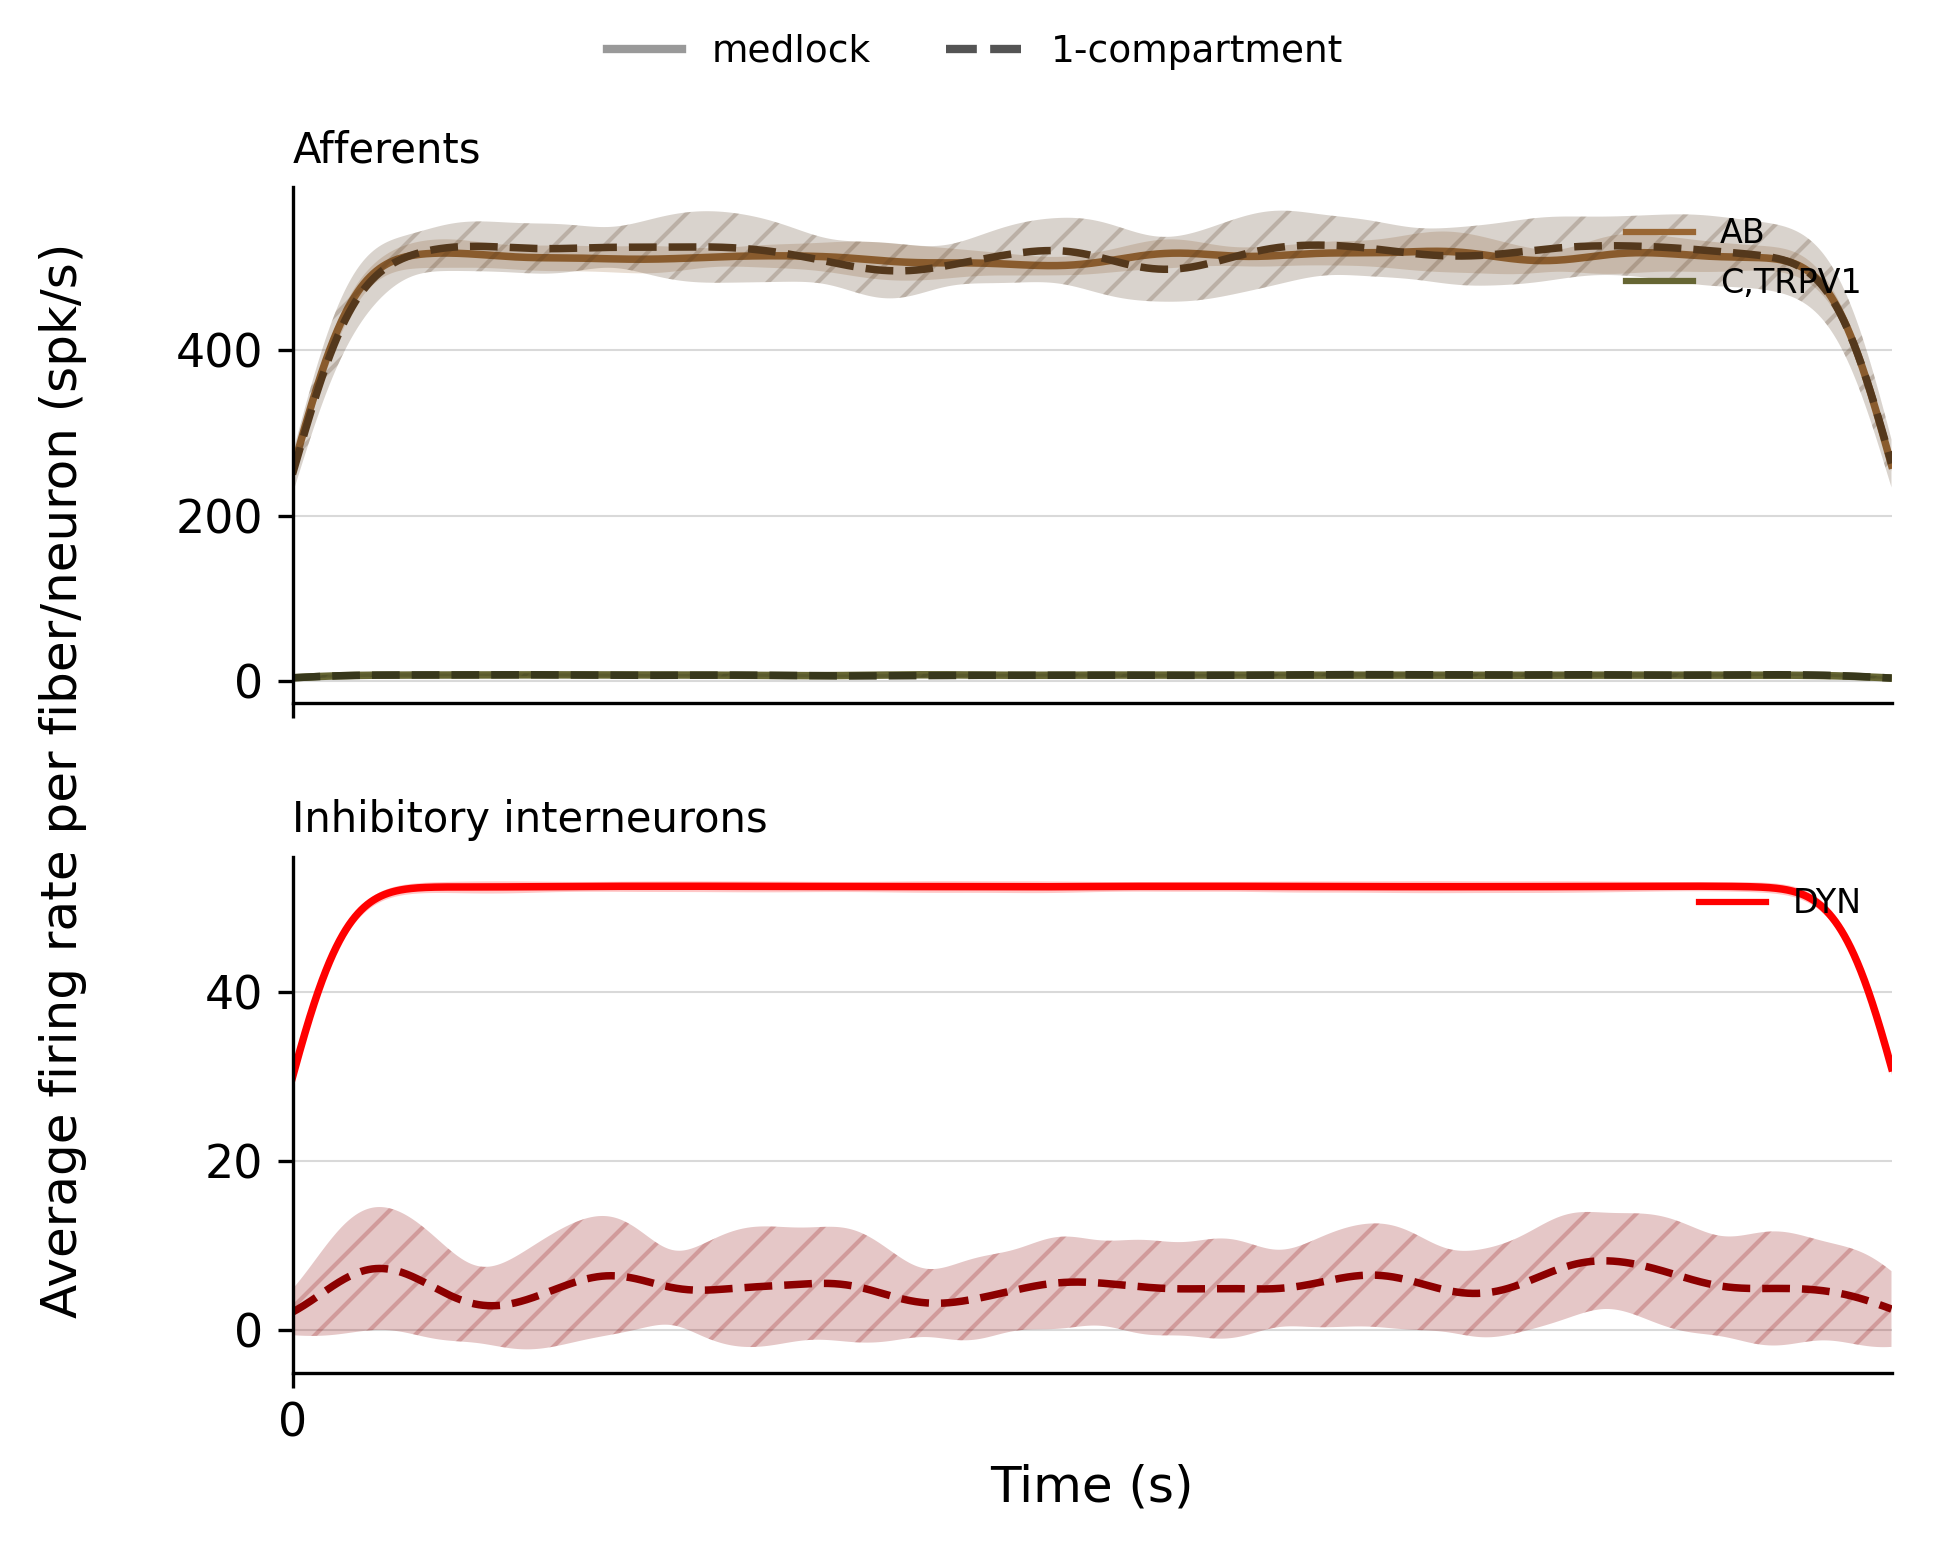 medlock
1-compartment
Afferents
AB
C,TRPV1
400
200
0
Average firing rate per fiber/neuron (spk/s)
Inhibitory interneurons
DYN
40
20
0
0
Time (s)